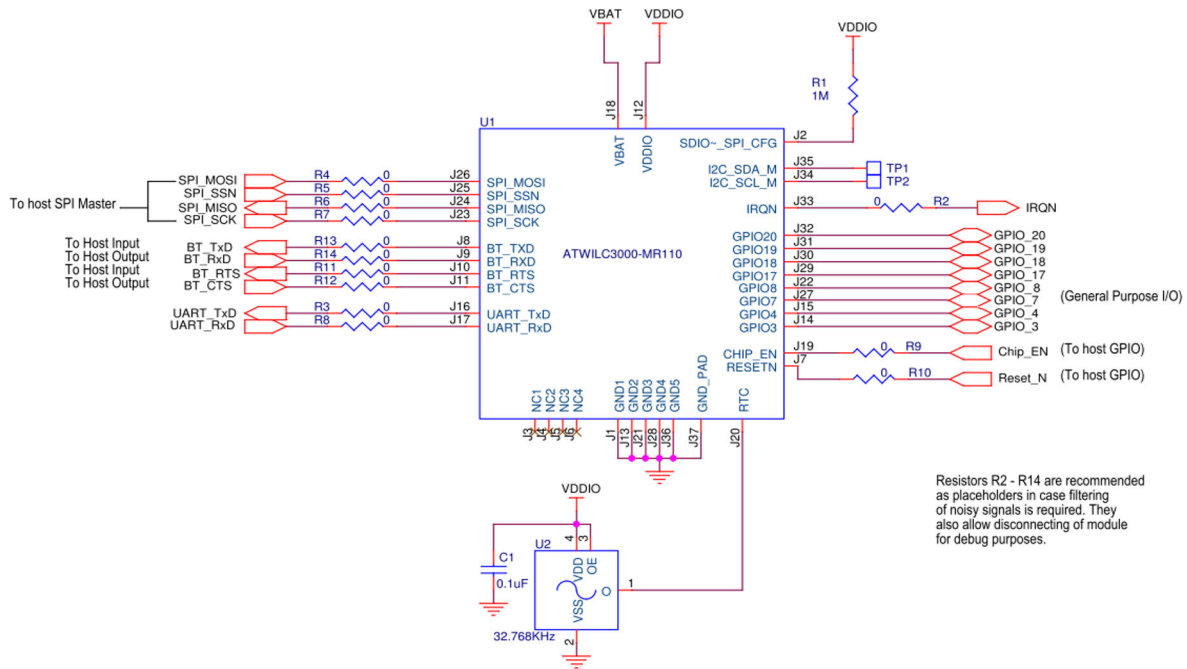 VBAT
VDDIO
VDDIO
R1
1M
J18
J12
U1
VBAT
VDDIO
SDIO~_SPI_CFG
J2
I2C_SDA_M
J35
TP1
I2C_SCL_M
J34
TP2
To host SPI Master
SPI_MOSI
R4
0
J26
SPI_MOSI
SPI_SSN
R5
0
J25
SPI_SSN
SPI_MISO
R6
0
J24
SPI_MISO
SPI_SCK
R7
0
J23
SPI_SCK
IRQN
J33
0
R2
IRQN
To Host Input
BT_TxD
R13
0
J8
BT_TXD
To Host Output
BT_RxD
R14
0
J9
BT_RXD
To Host Input
BT_RTS
R11
0
J10
BT_RTS
To Host Output
BT_CTS
R12
0
J11
BT_CTS
ATWILC3000-MR110
GPIO20
J32
GPIO_20
GPIO19
J31
GPIO_19
GPIO18
J30
GPIO_18
GPIO17
J29
GPIO_17
GPIO8
J22
GPIO_8
GPIO7
J27
GPIO_7
GPIO4
J15
GPIO_4
GPIO3
J14
GPIO_3
(General Purpose I/O)
UART_TxD
R3
0
J16
UART_TxD
UART_RxD
R8
0
J17
UART_RxD
CHIP_EN
J19
0
R9
Chip_EN
(To host GPIO)
RESETN
J7
0
R10
Reset_N
(To host GPIO)
NC1
NC2
NC3
NC4
GND1
GND2
GND3
GND4
GND5
GND_PAD
RTC
J3
J4
J5
J6
J1
J13
J21
J28
J36
J37
J20
Resistors R2 - R14 are recommended
as placeholders in case filtering
of noisy signals is required. They
also allow disconnecting of module
for debug purposes.
VDDIO
C1
0.1uF
U2
4
3
VDD
OE
VSS
O
1
2
32.768KHz